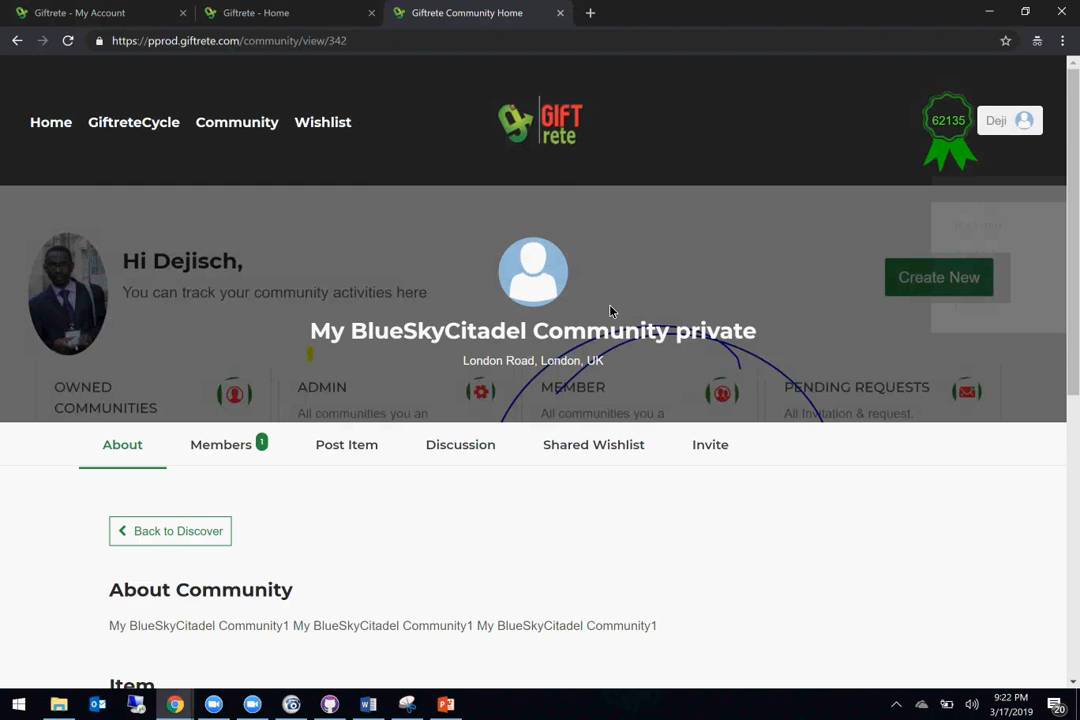 Giftrete - My Account
Giftrete - Home
Giftrete Community Home
https://pprod.giftrete.com/community/view/342
Home GiftreteCycle Community Wishlist
GIFT
rete
62135
Deji
Hi Dejisch,
You can track your community activities here
Create New
My BlueSkyCitadel Community private
London Road, London, UK
OWNED
COMMUNITIES
ADMIN
All communities you an
MEMBER
All communities you a
PENDING REQUESTS
All Invitation & request.
About Members 1 Post Item Discussion Shared Wishlist Invite
Back to Discover
About Community
My BlueSkyCitadel Community1 My BlueSkyCitadel Community1 My BlueSkyCitadel Community1
Item
9:22 PM
3/17/2019
20